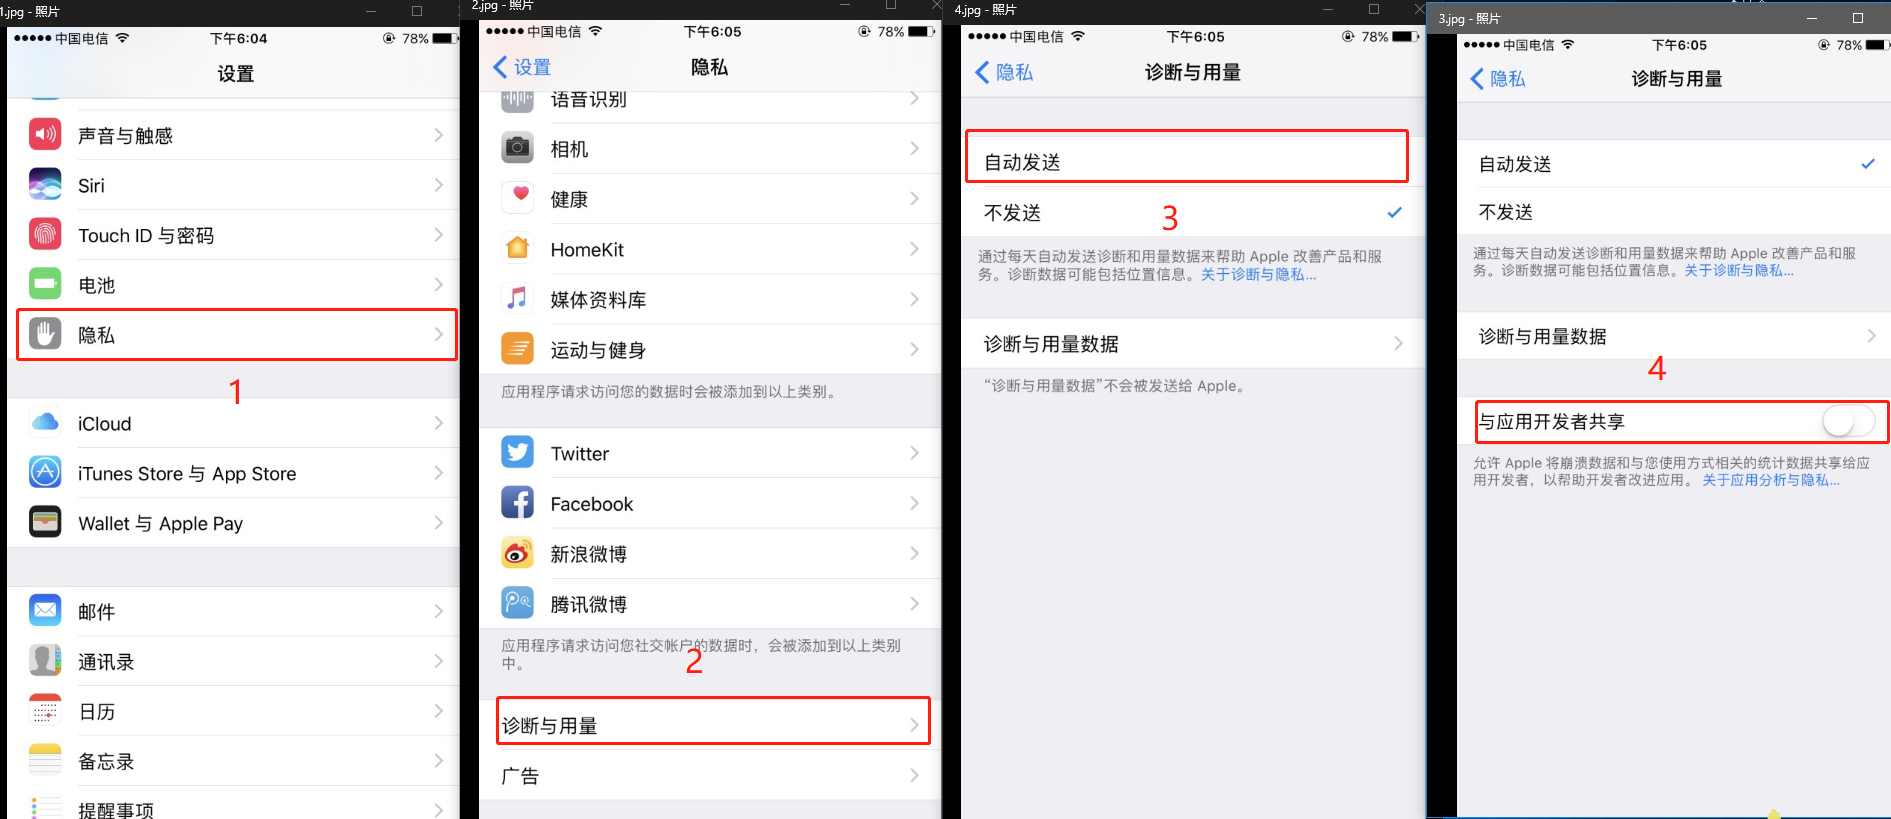 1.jpg - 照片
中国电信
下午6:04
78%
设置
声音与触感
Siri
Touch ID 与密码
电池
隐私
1
iCloud
iTunes Store 与 App Store
Wallet 与 Apple Pay
邮件
通讯录
日历
备忘录
提醒事项
2.jpg - 照片
中国电信
下午6:05
78%
设置
隐私
语音识别
相机
健康
HomeKit
媒体资料库
运动与健身
应用程序请求访问您的数据时会被添加到以上类别。
Twitter
Facebook
新浪微博
腾讯微博
应用程序请求访问您社交帐户的数据时，会被添加到以上类别
中。
2
诊断与用量
广告
4.jpg - 照片
中国电信
下午6:05
78%
隐私
诊断与用量
自动发送
不发送
3
通过每天自动发送诊断和用量数据来帮助 Apple 改善产品和服
务。诊断数据可能包括位置信息。关于诊断与隐私...
诊断与用量数据
“诊断与用量数据”不会被发送给 Apple。
3.jpg - 照片
中国电信
下午6:05
78%
隐私
诊断与用量
自动发送
不发送
通过每天自动发送诊断和用量数据来帮助 Apple 改善产品和服
务。诊断数据可能包括位置信息。关于诊断与隐私...
诊断与用量数据
4
与应用开发者共享
允许 Apple 将崩溃数据和与您使用方式相关的统计数据共享给应
用开发者，以帮助开发者改进应用。 关于应用分析与隐私...